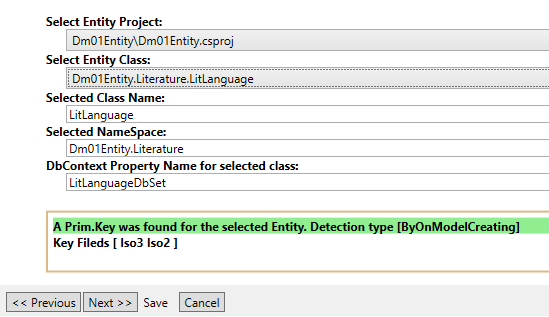 Select Entity Project:
Dm01Entity\Dm01Entity.csproj
Select Entity Class:
Dm01Entity.Literature.LitLanguage
Selected Class Name:
LitLanguage
Selected NameSpace:
Dm01Entity.Literature
DbContext Property Name for selected class:
LitLanguageDbSet
A Prim.Key was found for the selected Entity. Detection type [ByOnModelCreating]
Key Fileds [ Iso3 Iso2 ]
<< Previous Next >> Save Cancel